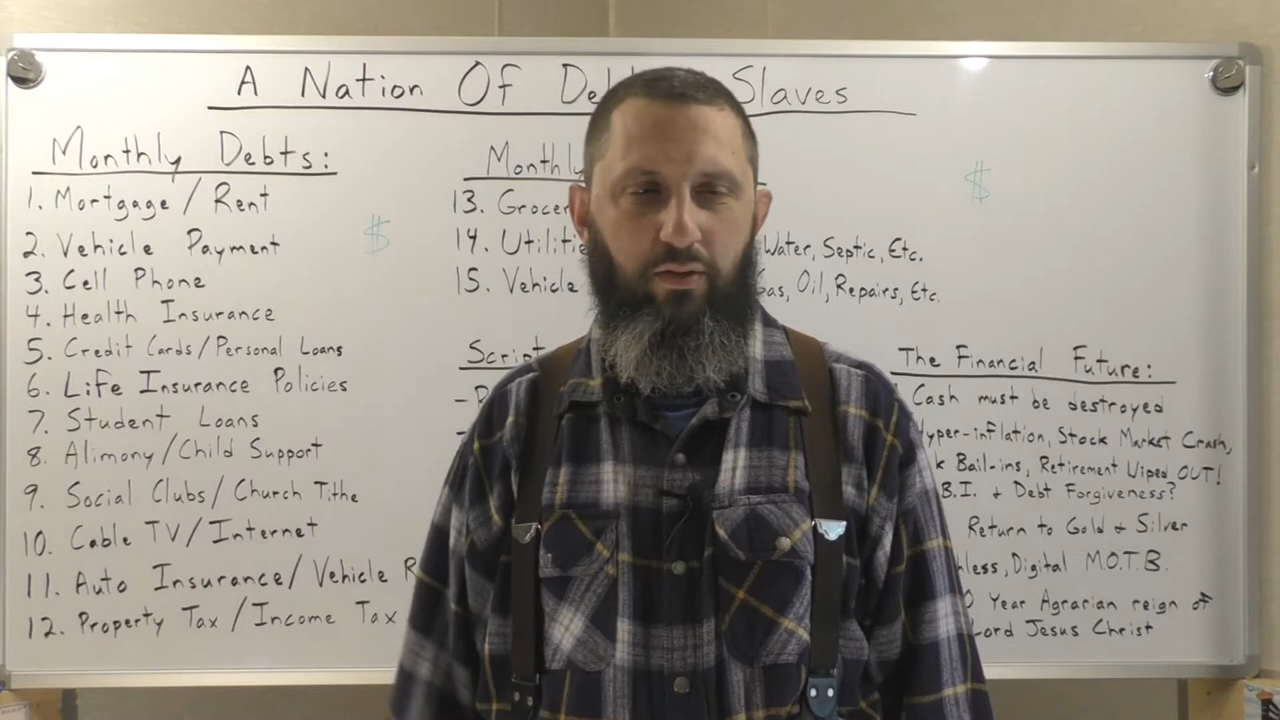 A Nation Of De Slaves
Monthly Debts:
1. Mortgage / Rent
2. Vehicle Payment
3. Cell Phone
4. Health Insurance
5. Credit Cards/Personal Loans
6. Life Insurance Policies
7. Student Loans
8. Alimony/Child Support
9. Social Clubs/Church Tithe
10. Cable TV/Internet
11. Auto Insurance/Vehicle R
12. Property Tax/Income Tax
$
Monthly
13. Grocer
14. Utilitie Water, Septic, Etc.
15. Vehicle Gas, Oil, Repairs, Etc.
$
Script
The Financial Future:
Cash must be destroyed
Hyper-inflation, Stock Market Crash,
k Bail-ins, Retirement Wiped OUT!
B.I. & Debt Forgiveness?
Return to Gold & Silver
hless, Digital M.O.T.B.
0 Year Agrarian reign of
Lord Jesus Christ